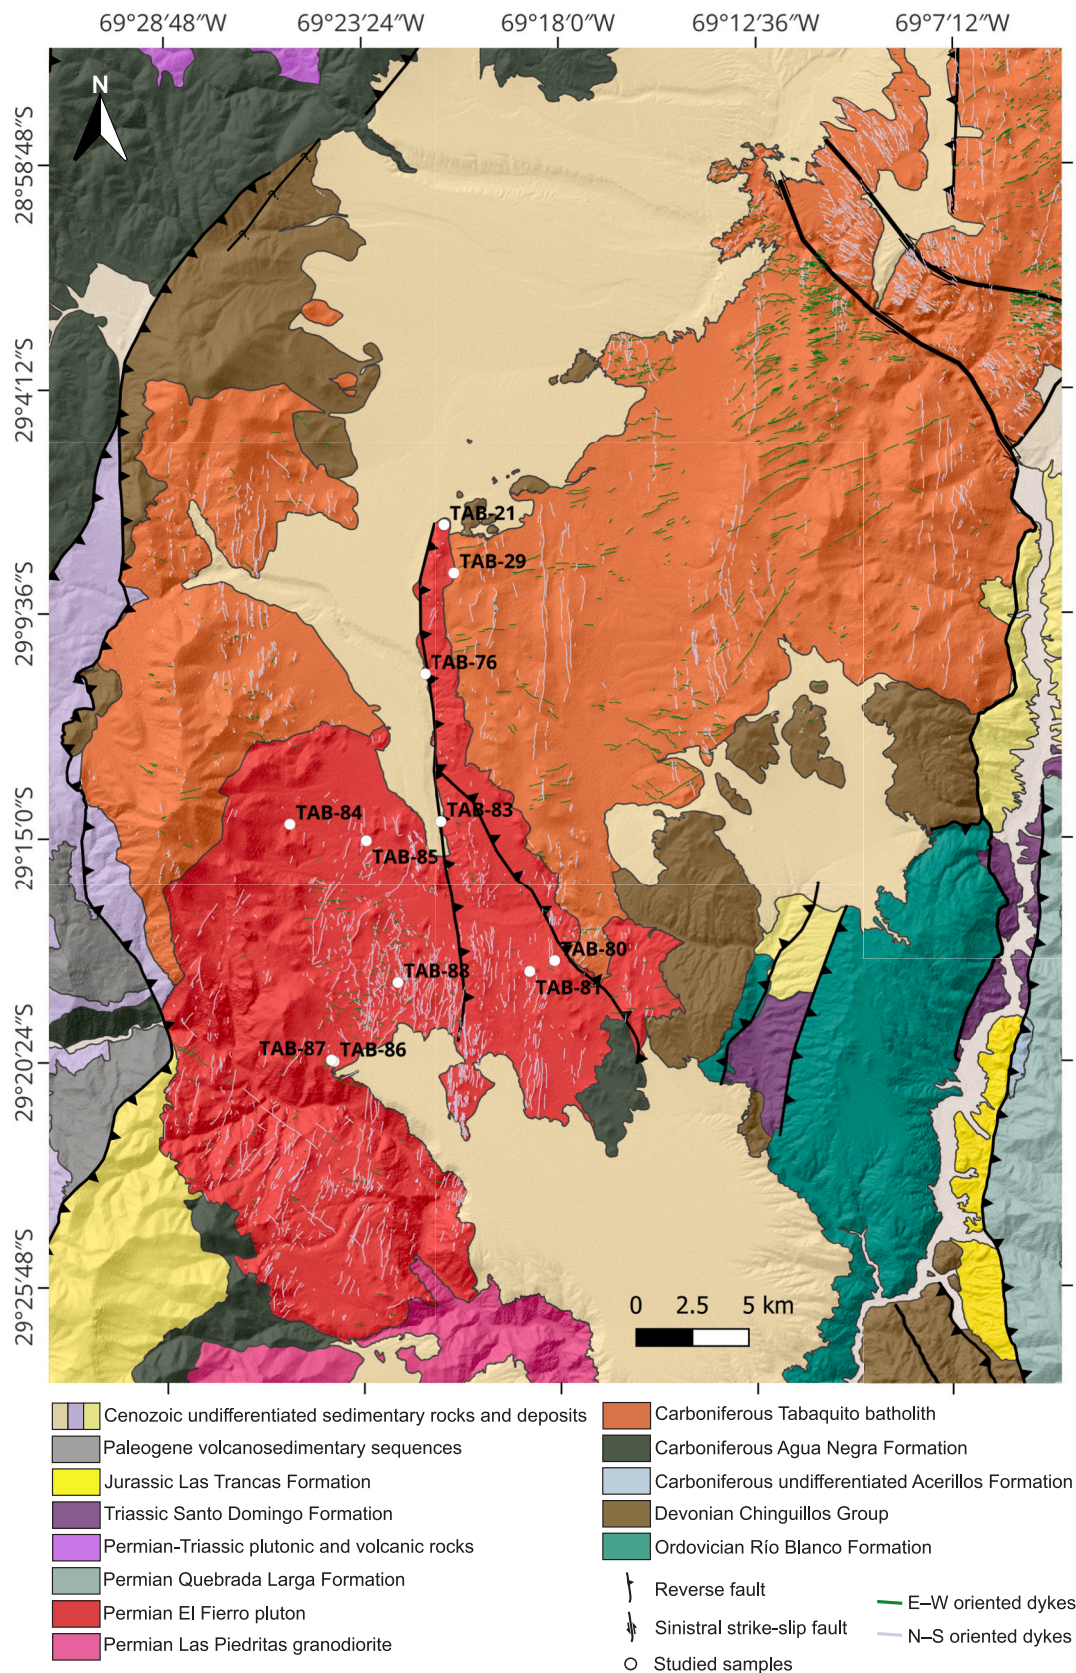 69°28′48″W 69°23′24″W 69°18′0″W 69°12′36″W 69°7′12″W
N
28°58′48″S
29°4′12″S
29°9′36″S
29°15′0″S
29°20′24″S
29°25′48″S
TAB-21
TAB-29
TAB-76
TAB-84
TAB-83
TAB-85
TAB-80
TAB-88
TAB-81
TAB-87 TAB-86
0 2.5 5 km
Cenozoic undifferentiated sedimentary rocks and deposits
Paleogene volcanosedimentary sequences
Jurassic Las Trancas Formation
Triassic Santo Domingo Formation
Permian-Triassic plutonic and volcanic rocks
Permian Quebrada Larga Formation
Permian El Fierro pluton
Permian Las Piedritas granodiorite
Carboniferous Tabaquito batholith
Carboniferous Agua Negra Formation
Carboniferous undifferentiated Acerillos Formation
Devonian Chinguillos Group
Ordovician Río Blanco Formation
Reverse fault
Sinistral strike-slip fault
Studied samples
E–W oriented dykes
N–S oriented dykes